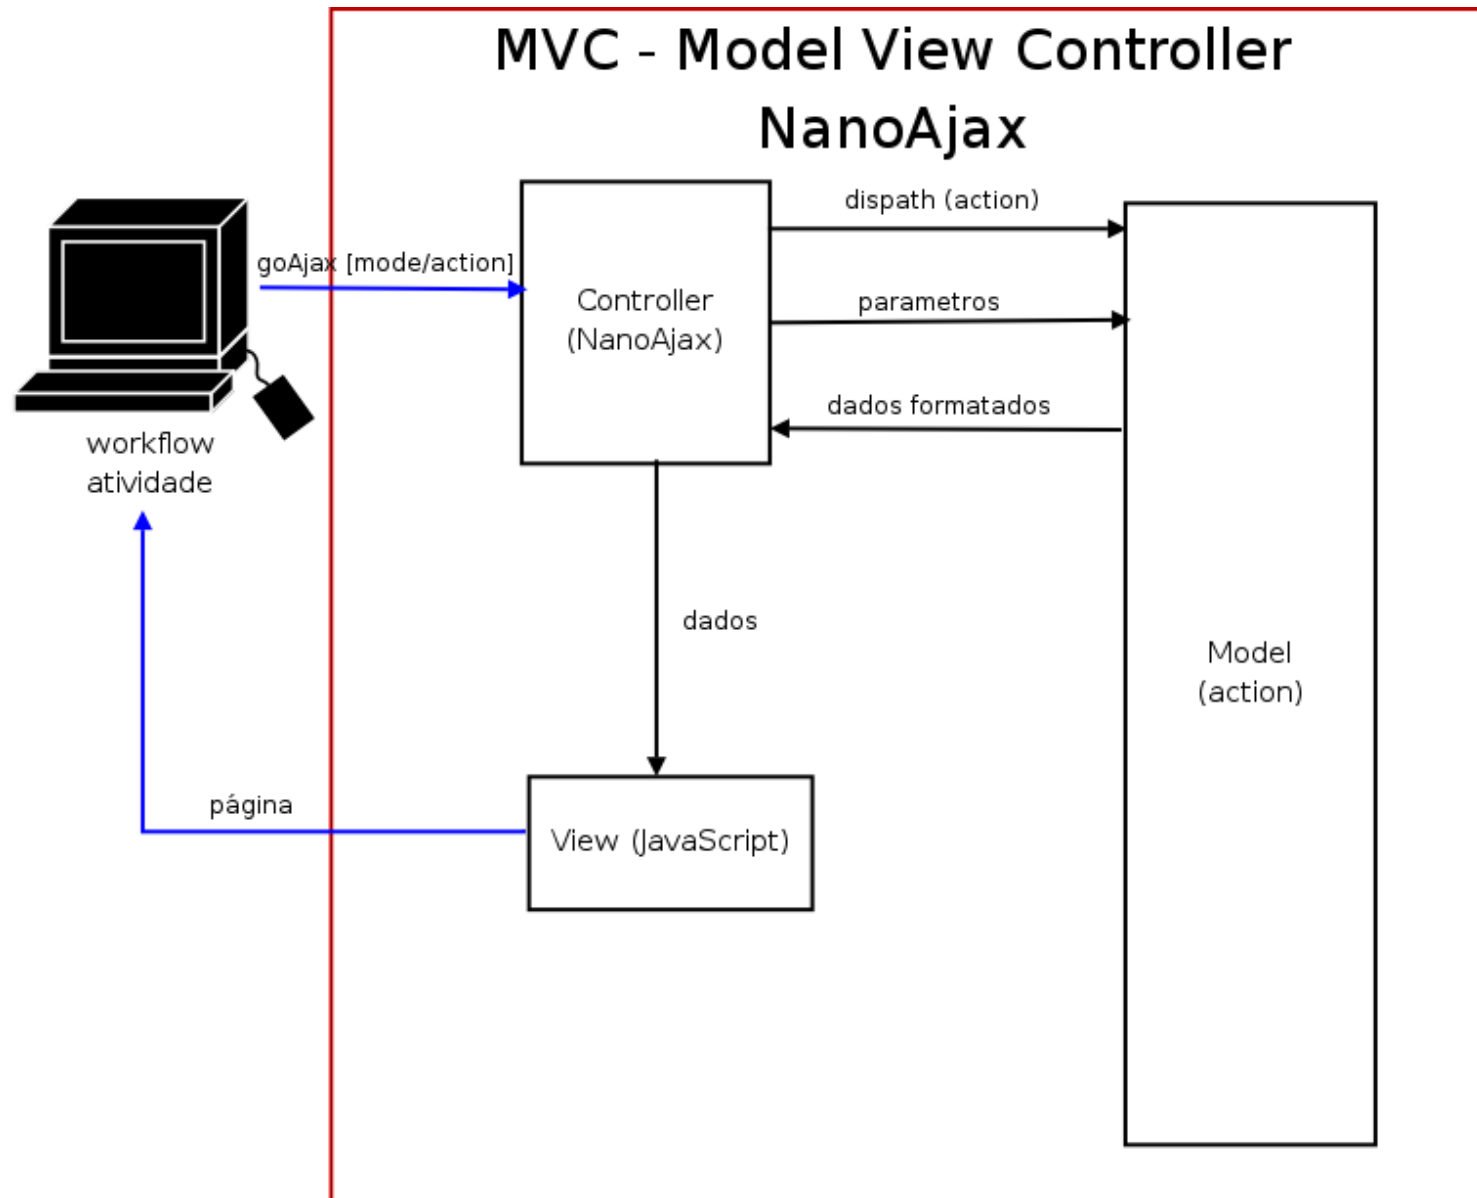 MVC - Model View Controller
NanoAjax
dispath (action)
goAjax [mode/action]
Controller
(NanoAjax)
parametros
dados formatados
workflow
atividade
dados
Model
(action)
página
View (JavaScript)